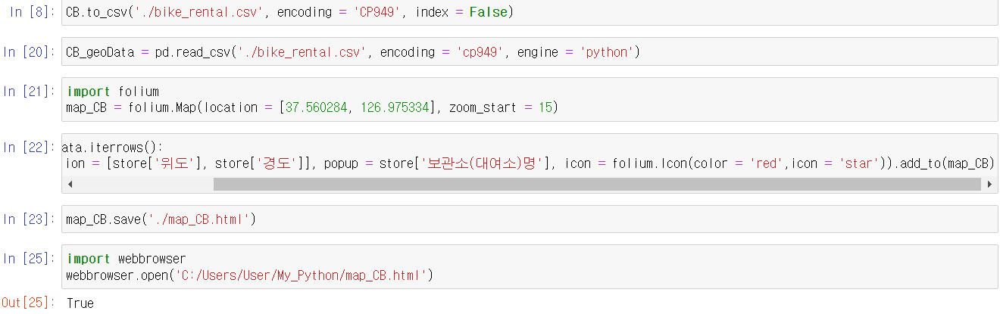 In [8]: CB.to_csv('./bike_rental.csv', encoding = 'CP949', index = False)
In [20]: CB_geoData = pd.read_csv('./bike_rental.csv', encoding = 'cp949', engine = 'python')
In [21]: import folium
map_CB = folium.Map(location = [37.560284, 126.975334], zoom_start = 15)
In [22]: ata.iterrows():
ion = [store['위도'], store['경도']], popup = store['보관소(대여소)명'], icon = folium.Icon(color = 'red',icon = 'star')).add_to(map_CB)
In [23]: map_CB.save('./map_CB.html')
In [25]: import webbrowser
webbrowser.open('C:/Users/User/My_Python/map_CB.html')
Out[25]: True